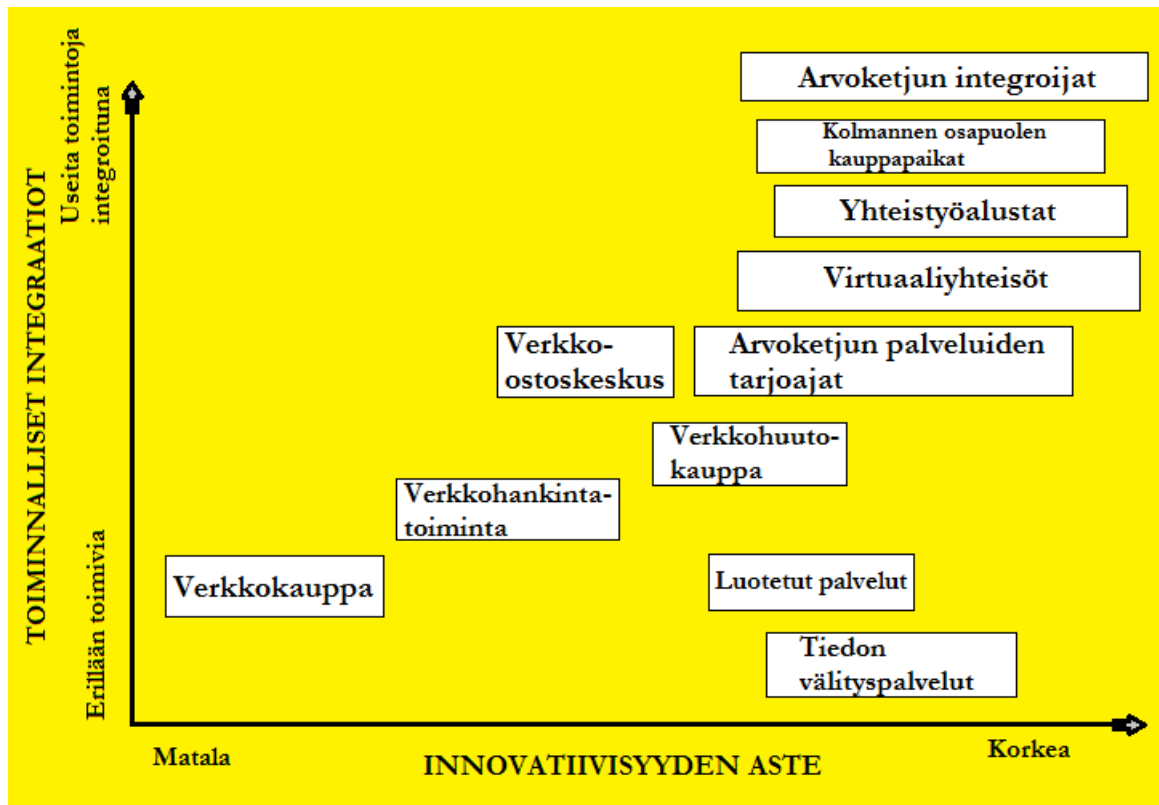 TOIMINNALLISET INTEGRAATIOT
Useita toimintoja
integroituna
Erillään toimivia
Arvoketjun integroijat
Kolmannen osapuolen
kauppapaikat
Yhteistyöalustat
Virtuaaliyhteisöt
Verkko-
ostoskeskus
Arvoketjun palveluiden
tarjoajat
Verkkohuuto-
kauppa
Verkkohankinta-
toiminta
Verkkokauppa
Luotetut palvelut
Tiedon
välityspalvelut
Matala
INNOVATIIVISYYDEN ASTE
Korkea